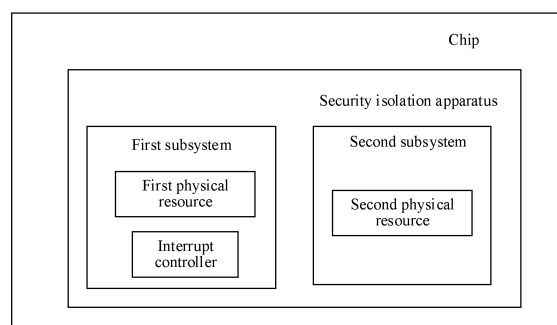 Chip
Security isolation apparatus
First subsystem
First physical
resource
Interrupt
controller
Second subsystem
Second physical
resource